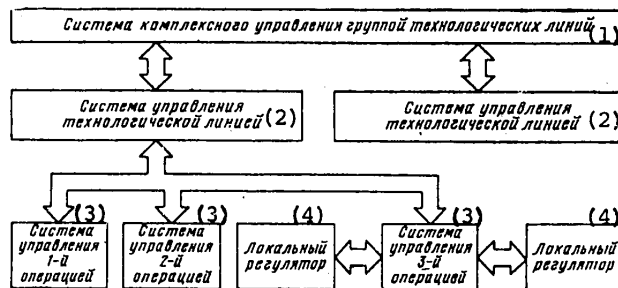 Система комплексного управления группой технологических линий (1)
Система управления
технологической линией (2)
Система управления
технологической линией (2)
(3)
Система
управления
1-й
операцией
(3)
Система
управления
2-й
операцией
(4)
Локальный
регулятор
(3)
Система
управления
3-й
операцией
(4)
Локальный
регулятор